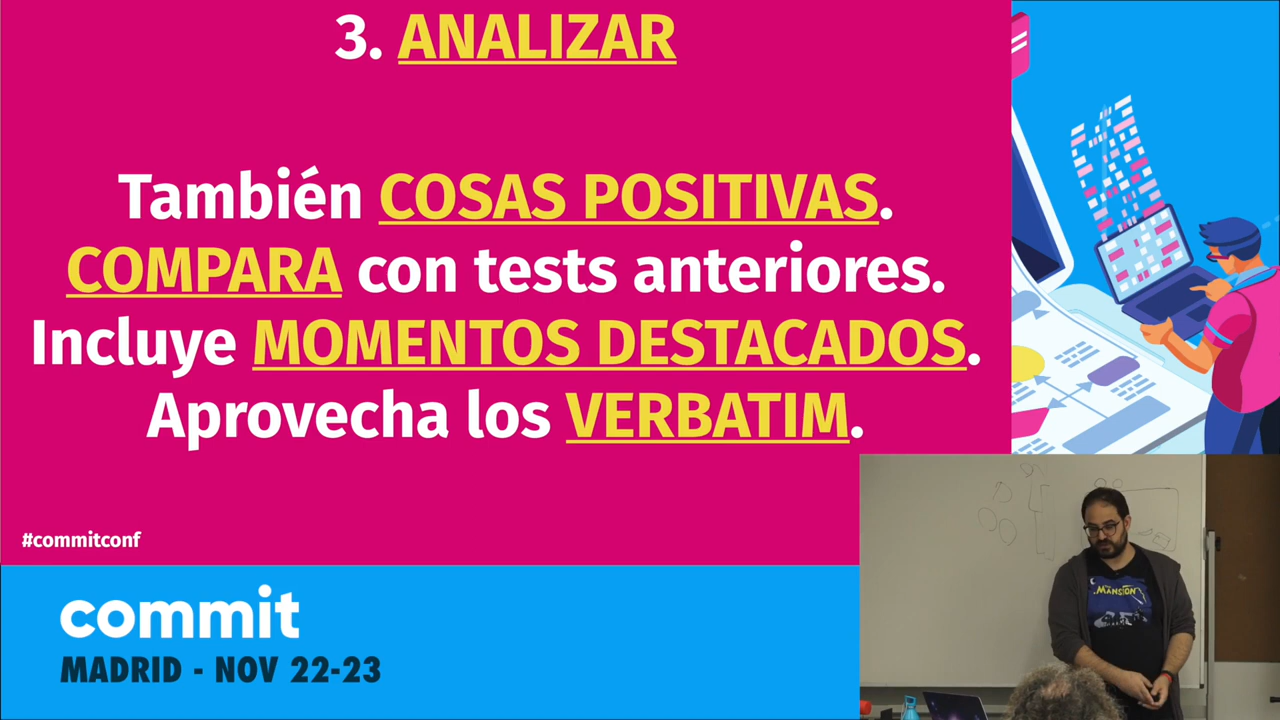 3. ANALIZAR
También COSAS POSITIVAS.
COMPARA con tests anteriores.
Incluye MOMENTOS DESTACADOS.
Aprovecha los VERBATIM.
#commitconf
commit
MADRID - NOV 22-23
MANSION